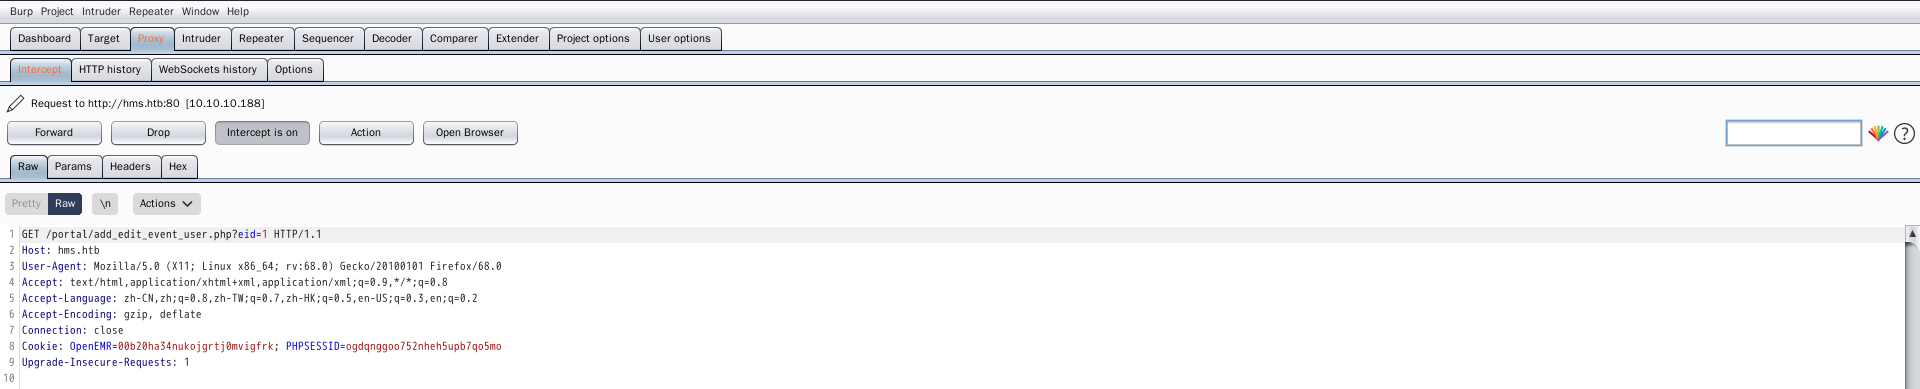 Burp Project Intruder Repeater Window Help
Dashboard Target Proxy Intruder Repeater Sequencer Decoder Comparer Extender Project options User options
Intercept HTTP history WebSockets history Options
Request to http://hms.htb:80 [10.10.10.188]
Forward Drop Intercept is on Action Open Browser ?
Raw Params Headers Hex
Pretty Raw \n Actions
1 GET /portal/add_edit_event_user.php?eid=1 HTTP/1.1
2 Host: hms.htb
3 User-Agent: Mozilla/5.0 (X11; Linux x86_64; rv:68.0) Gecko/20100101 Firefox/68.0
4 Accept: text/html,application/xhtml+xml,application/xml;q=0.9,*/*;q=0.8
5 Accept-Language: zh-CN,zh;q=0.8,zh-TW;q=0.7,zh-HK;q=0.5,en-US;q=0.3,en;q=0.2
6 Accept-Encoding: gzip, deflate
7 Connection: close
8 Cookie: OpenEMR=00b20ha34nukojgrtj0mvigfrk; PHPSESSID=ogdqnggoo752nheh5upb7qo5mo
9 Upgrade-Insecure-Requests: 1
10